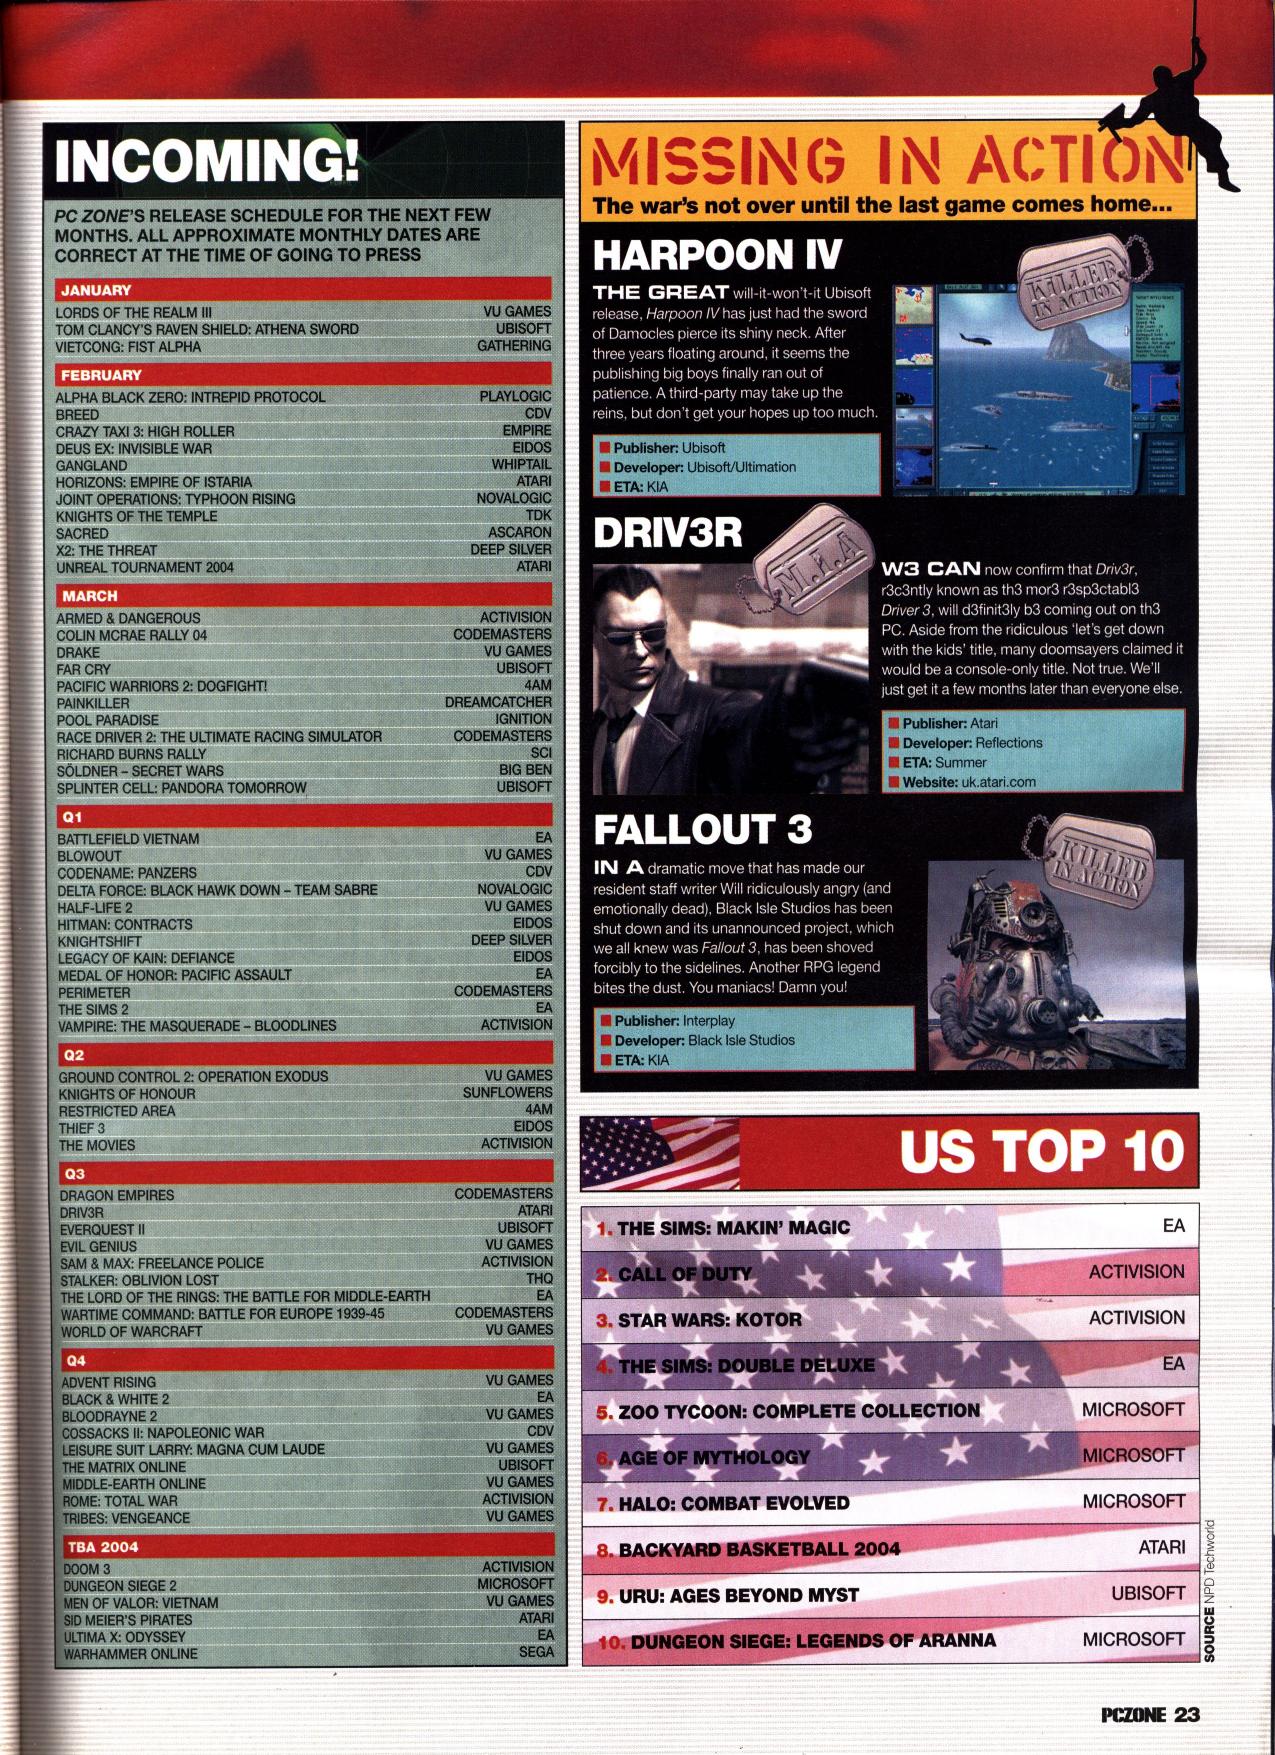 INCOMING!
PC ZONE'S RELEASE SCHEDULE FOR THE NEXT FEW
MONTHS. ALL APPROXIMATE MONTHLY DATES ARE
CORRECT AT THE TIME OF GOING TO PRESS
JANUARY
LORDS OF THE REALM III VU GAMES
TOM CLANCY'S RAVEN SHIELD: ATHENA SWORD UBISOFT
VIETCONG: FIST ALPHA GATHERING
FEBRUARY
ALPHA BLACK ZERO: INTREPID PROTOCOL PLAYLOGIC
BREED CDV
CRAZY TAXI 3: HIGH ROLLER EMPIRE
DEUS EX: INVISIBLE WAR EIDOS
GANGLAND WHIPTAIL
HORIZONS: EMPIRE OF ISTARIA ATARI
JOINT OPERATIONS: TYPHOON RISING NOVALOGIC
KNIGHTS OF THE TEMPLE TDK
SACRED ASCARON
X2: THE THREAT DEEP SILVER
UNREAL TOURNAMENT 2004 ATARI
MARCH
ARMED & DANGEROUS ACTIVISION
COLIN MCRAE RALLY 04 CODEMASTERS
DRAKE VU GAMES
FAR CRY UBISOFT
PACIFIC WARRIORS 2: DOGFIGHT! 4AM
PAINKILLER DREAMCATCHER
POOL PARADISE IGNITION
RACE DRIVER 2: THE ULTIMATE RACING SIMULATOR CODEMASTERS
RICHARD BURNS RALLY SCI
SÖLDNER – SECRET WARS BIG BEN
SPLINTER CELL: PANDORA TOMORROW UBISOFT
Q1
BATTLEFIELD VIETNAM EA
BLOWOUT VU GAMES
CODENAME: PANZERS CDV
DELTA FORCE: BLACK HAWK DOWN – TEAM SABRE NOVALOGIC
HALF-LIFE 2 VU GAMES
HITMAN: CONTRACTS EIDOS
KNIGHTSHIFT DEEP SILVER
LEGACY OF KAIN: DEFIANCE EIDOS
MEDAL OF HONOR: PACIFIC ASSAULT EA
PERIMETER CODEMASTERS
THE SIMS 2 EA
VAMPIRE: THE MASQUERADE – BLOODLINES ACTIVISION
Q2
GROUND CONTROL 2: OPERATION EXODUS VU GAMES
KNIGHTS OF HONOUR SUNFLOWERS
RESTRICTED AREA 4AM
THIEF 3 EIDOS
THE MOVIES ACTIVISION
Q3
DRAGON EMPIRES CODEMASTERS
DRIV3R ATARI
EVERQUEST II UBISOFT
EVIL GENIUS VU GAMES
SAM & MAX: FREELANCE POLICE ACTIVISION
STALKER: OBLIVION LOST THQ
THE LORD OF THE RINGS: THE BATTLE FOR MIDDLE-EARTH EA
WARTIME COMMAND: BATTLE FOR EUROPE 1939-45 CODEMASTERS
WORLD OF WARCRAFT VU GAMES
Q4
ADVENT RISING VU GAMES
BLACK & WHITE 2 EA
BLOODRAYNE 2 VU GAMES
COSSACKS II: NAPOLEONIC WAR CDV
LEISURE SUIT LARRY: MAGNA CUM LAUDE VU GAMES
THE MATRIX ONLINE UBISOFT
MIDDLE-EARTH ONLINE VU GAMES
ROME: TOTAL WAR ACTIVISION
TRIBES: VENGEANCE VU GAMES
TBA 2004
DOOM 3 ACTIVISION
DUNGEON SIEGE 2 MICROSOFT
MEN OF VALOR: VIETNAM VU GAMES
SID MEIER'S PIRATES ATARI
ULTIMA X: ODYSSEY EA
WARHAMMER ONLINE SEGA
MISSING IN ACTION
The war's not over until the last game comes home...
HARPOON IV
KILLED
IN ACTION
THE GREAT will-it-won't-it Ubisoft
release, Harpoon IV has just had the sword
of Damocles pierce its shiny neck. After
three years floating around, it seems the
publishing big boys finally ran out of
patience. A third-party may take up the
reins, but don't get your hopes up too much.
Publisher: Ubisoft
Developer: Ubisoft/Ultimation
ETA: KIA
DRIV3R
M.I.A
W3 CAN now confirm that Driv3r,
r3c3ntly known as th3 mor3 r3sp3ctabl3
Driver 3, will d3finit3ly b3 coming out on th3
PC. Aside from the ridiculous 'let's get down
with the kids' title, many doomsayers claimed it
would be a console-only title. Not true. We'll
just get it a few months later than everyone else.
Publisher: Atari
Developer: Reflections
ETA: Summer
Website: uk.atari.com
FALLOUT 3
KILLED
IN ACTION
IN A dramatic move that has made our
resident staff writer Will ridiculously angry (and
emotionally dead), Black Isle Studios has been
shut down and its unannounced project, which
we all knew was Fallout 3, has been shoved
forcibly to the sidelines. Another RPG legend
bites the dust. You maniacs! Damn you!
Publisher: Interplay
Developer: Black Isle Studios
ETA: KIA
US TOP 10
1. THE SIMS: MAKIN' MAGIC EA
2. CALL OF DUTY ACTIVISION
3. STAR WARS: KOTOR ACTIVISION
4. THE SIMS: DOUBLE DELUXE EA
5. ZOO TYCOON: COMPLETE COLLECTION MICROSOFT
6. AGE OF MYTHOLOGY MICROSOFT
7. HALO: COMBAT EVOLVED MICROSOFT
8. BACKYARD BASKETBALL 2004 ATARI
9. URU: AGES BEYOND MYST UBISOFT
10. DUNGEON SIEGE: LEGENDS OF ARANNA MICROSOFT
SOURCE NPD Techworld
PCZONE 23